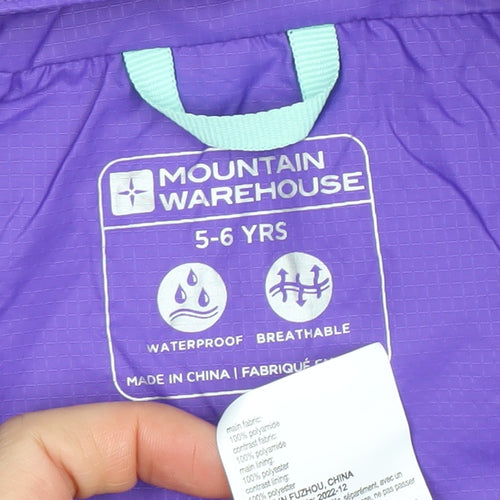 MOUNTAIN
WAREHOUSE
5-6 YRS
WATERPROOF BREATHABLE
MADE IN CHINA | FABRIQUÉ
main fabric:
100% polyamide
contrast fabric:
100% polyamide
main lining:
100% polyester
contrast lining:
100% polyester
FUZHOU, CHINA
2022-12